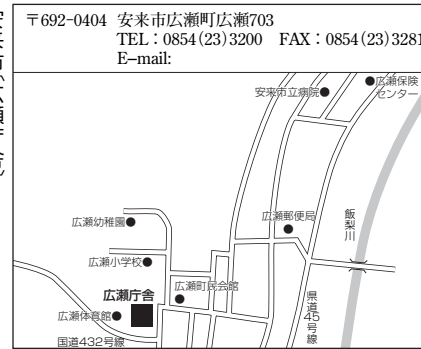 〒692-0404 安来市広瀬町広瀬703
TEL：0854(23)3200 FAX：0854(23)3281
E–mail:
安来市立病院
広瀬保険
センター
飯梨川
広瀬幼稚園
広瀬郵便局
広瀬小学校
広瀬町民会館
広瀬庁舎
県道45号線
広瀬体育館
国道432号線